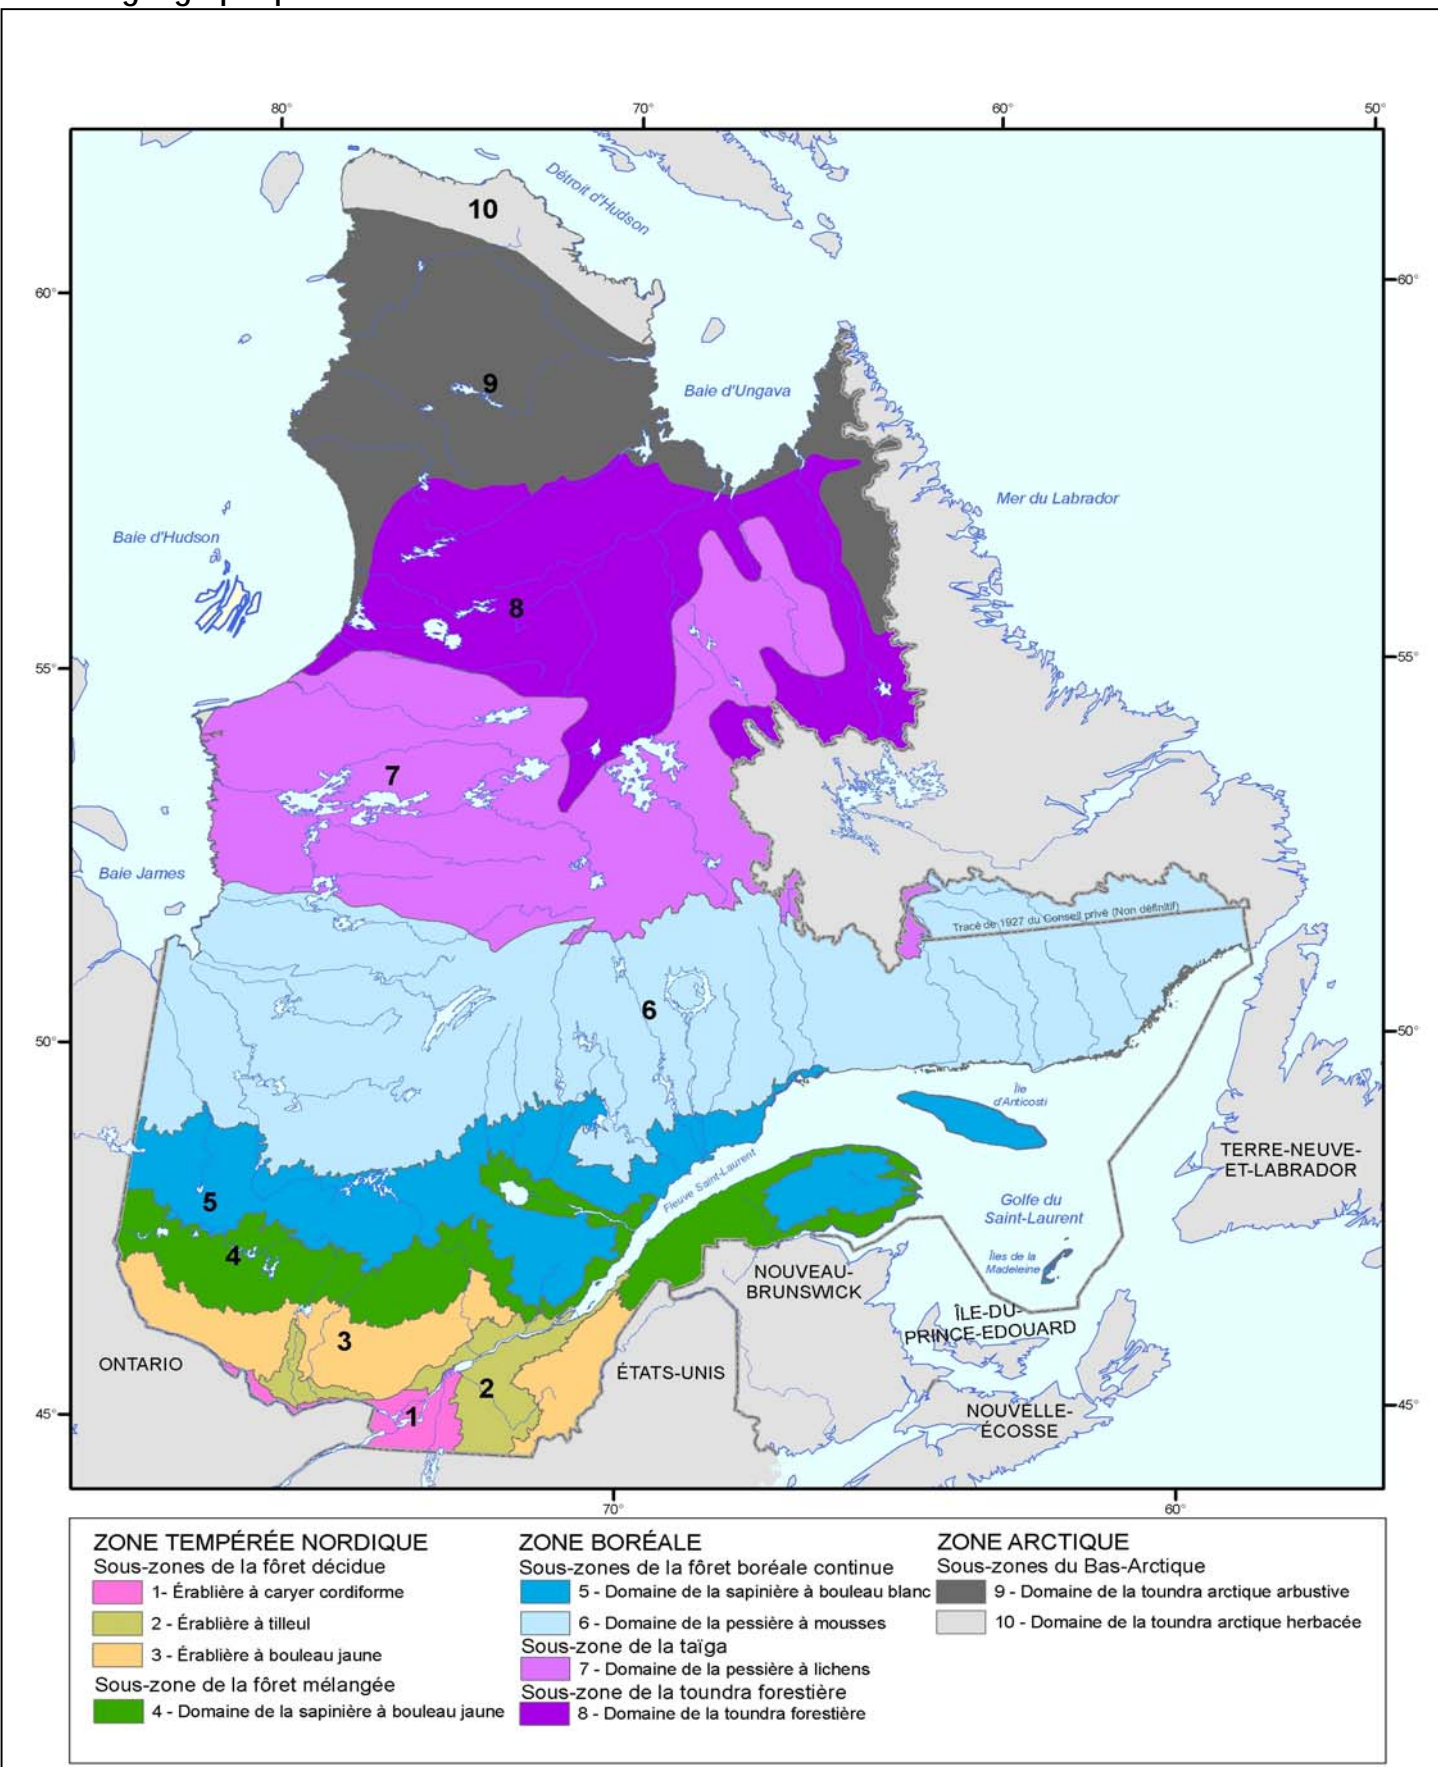 80°
70°
60°
50°
Détroit d'Hudson
10
60°
60°
9
Baie d'Ungava
Mer du Labrador
Baie d'Hudson
8
55°
55°
7
Baie James
Tracé de 1927 du Conseil privé (Non définitif)
6
50°
50°
Île
d'Anticosti
TERRE-NEUVE-
ET-LABRADOR
Fleuve Saint-Laurent
5
Golfe du
Saint-Laurent
4
Îles de la
Madeleine
NOUVEAU-
BRUNSWICK
ÎLE-DU-
PRINCE-EDOUARD
3
ONTARIO
ÉTATS-UNIS
2
1
NOUVELLE-
ÉCOSSE
45°
45°
70°
60°
ZONE TEMPÉRÉE NORDIQUE
Sous-zones de la fôret décidue
1- Érablière à caryer cordiforme
2 - Érablière à tilleul
3 - Érablière à bouleau jaune
Sous-zone de la fôret mélangée
4 - Domaine de la sapinière à bouleau jaune
ZONE BORÉALE
Sous-zones de la fôret boréale continue
5 - Domaine de la sapinière à bouleau blanc
6 - Domaine de la pessière à mousses
Sous-zone de la taïga
7 - Domaine de la pessière à lichens
Sous-zone de la toundra forestière
8 - Domaine de la toundra forestière
ZONE ARCTIQUE
Sous-zones du Bas-Arctique
9 - Domaine de la toundra arctique arbustive
10 - Domaine de la toundra arctique herbacée